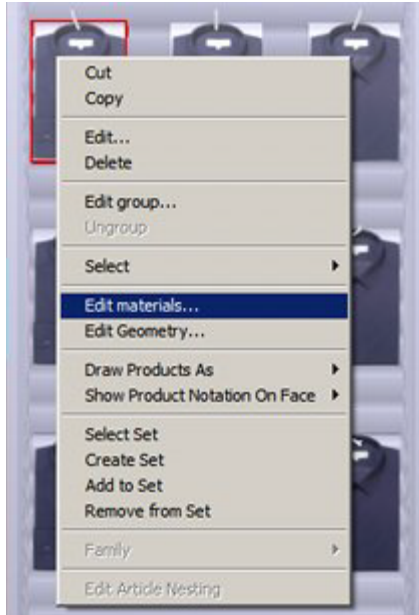 Cut
Copy
Edit...
Delete
Edit group...
Ungroup
Select
Edit materials...
Edit Geometry...
Draw Products As
Show Product Notation On Face
Select Set
Create Set
Add to Set
Remove from Set
Family
Edit Article Nesting